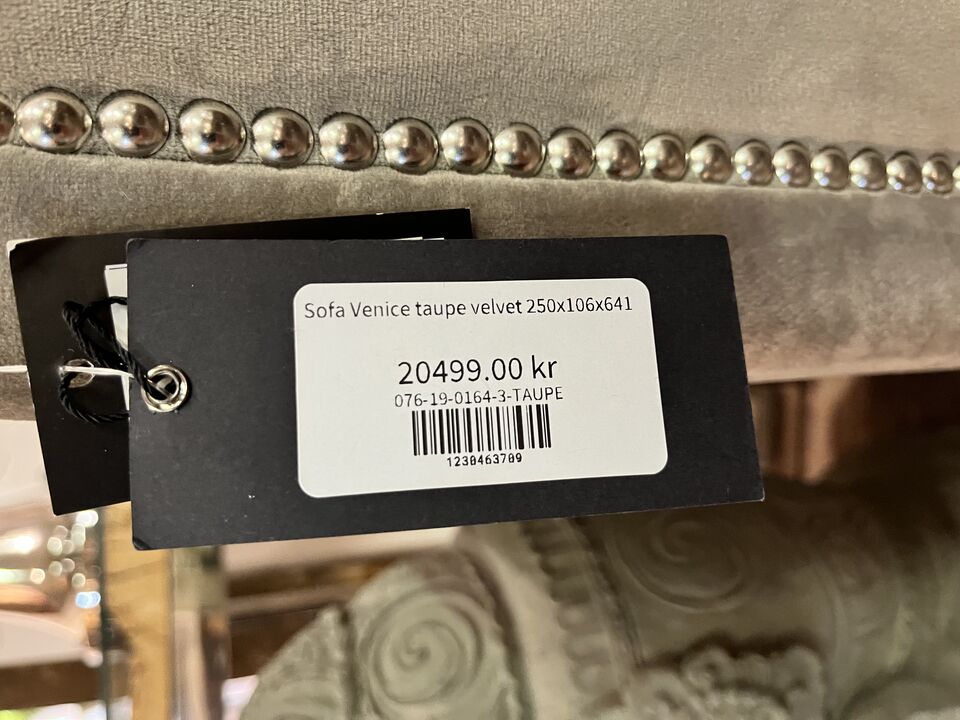 Sofa Venice taupe velvet 250x106x641
20499.00 kr
076-19-0164-3-TAUPE
1230463709